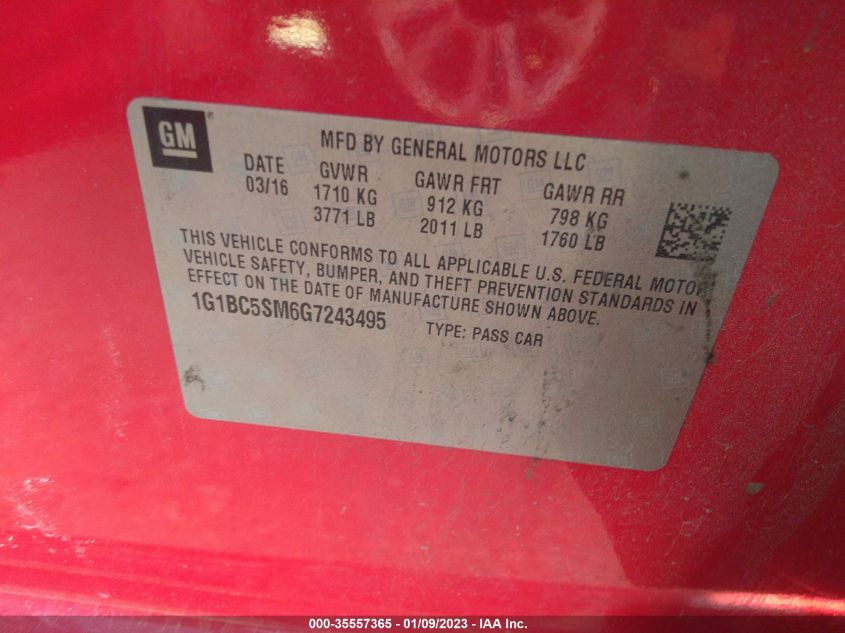 GM
MFD BY GENERAL MOTORS LLC
DATE GVWR GAWR FRT GAWR RR
03/16 1710 KG 912 KG 798 KG
3771 LB 2011 LB 1760 LB
THIS VEHICLE CONFORMS TO ALL APPLICABLE U.S. FEDERAL MOTOR
VEHICLE SAFETY, BUMPER, AND THEFT PREVENTION STANDARDS IN
EFFECT ON THE DATE OF MANUFACTURE SHOWN ABOVE.
1G1BC5SM6G7243495 TYPE: PASS CAR
000-35557365 - 01/09/2023 - IAA Inc.